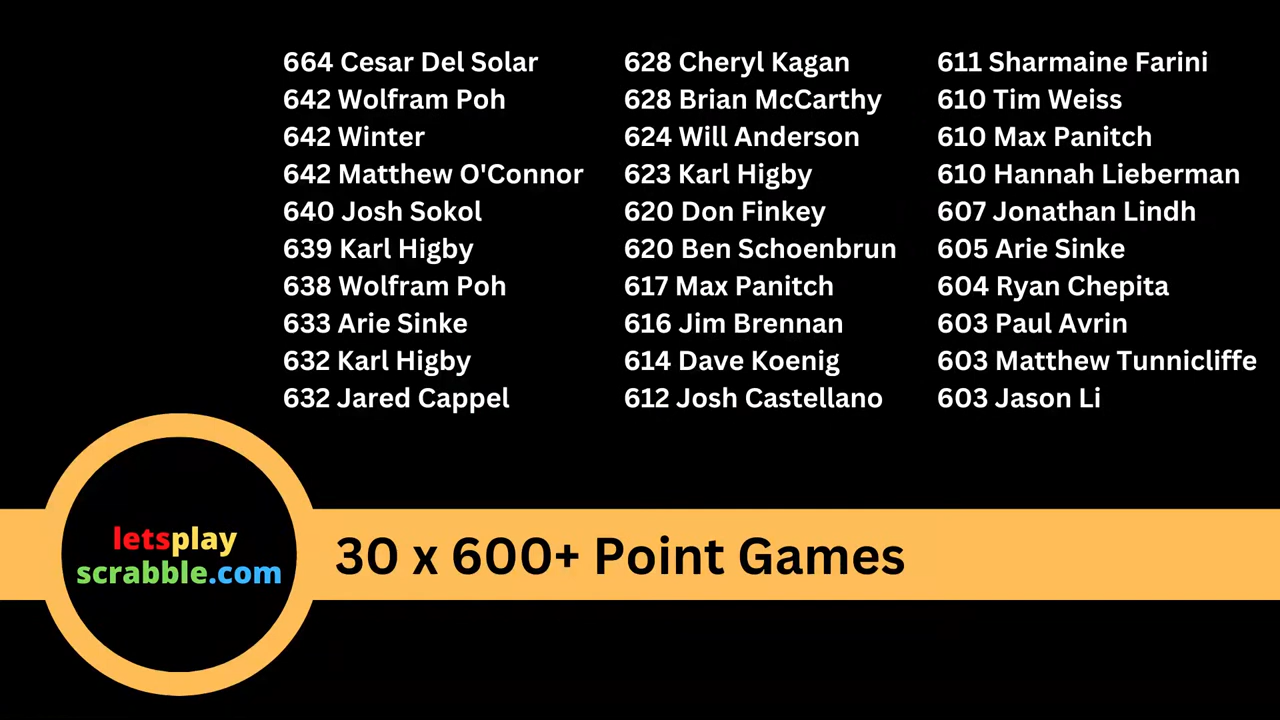 664 Cesar Del Solar
642 Wolfram Poh
642 Winter
642 Matthew O'Connor
640 Josh Sokol
639 Karl Higby
638 Wolfram Poh
633 Arie Sinke
632 Karl Higby
632 Jared Cappel
628 Cheryl Kagan
628 Brian McCarthy
624 Will Anderson
623 Karl Higby
620 Don Finkey
620 Ben Schoenbrun
617 Max Panitch
616 Jim Brennan
614 Dave Koenig
612 Josh Castellano
611 Sharmaine Farini
610 Tim Weiss
610 Max Panitch
610 Hannah Lieberman
607 Jonathan Lindh
605 Arie Sinke
604 Ryan Chepita
603 Paul Avrin
603 Matthew Tunnicliffe
603 Jason Li
letsplay
scrabble.com
30 x 600+ Point Games